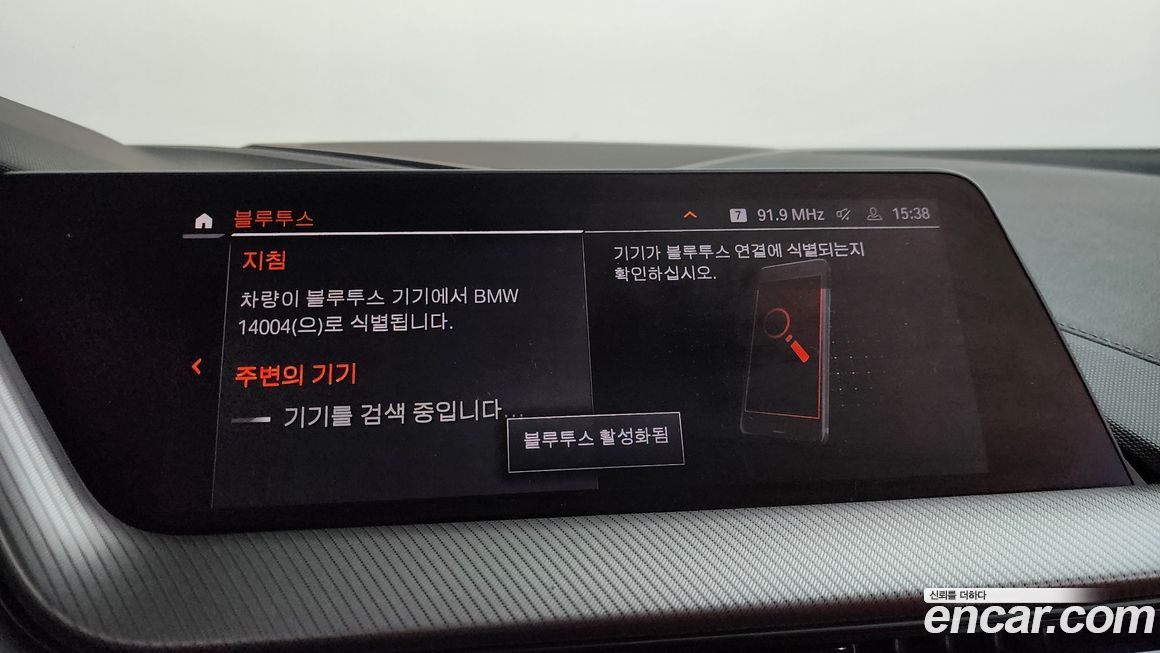 블루투스
7 91.9 MHz 15:38
지침
차량이 블루투스 기기에서 BMW
14004(으)로 식별됩니다.
주변의 기기
기기를 검색 중입니다...
기기가 블루투스 연결에 식별되는지
확인하십시오.
블루투스 활성화됨
신뢰를 더하다
encar.com